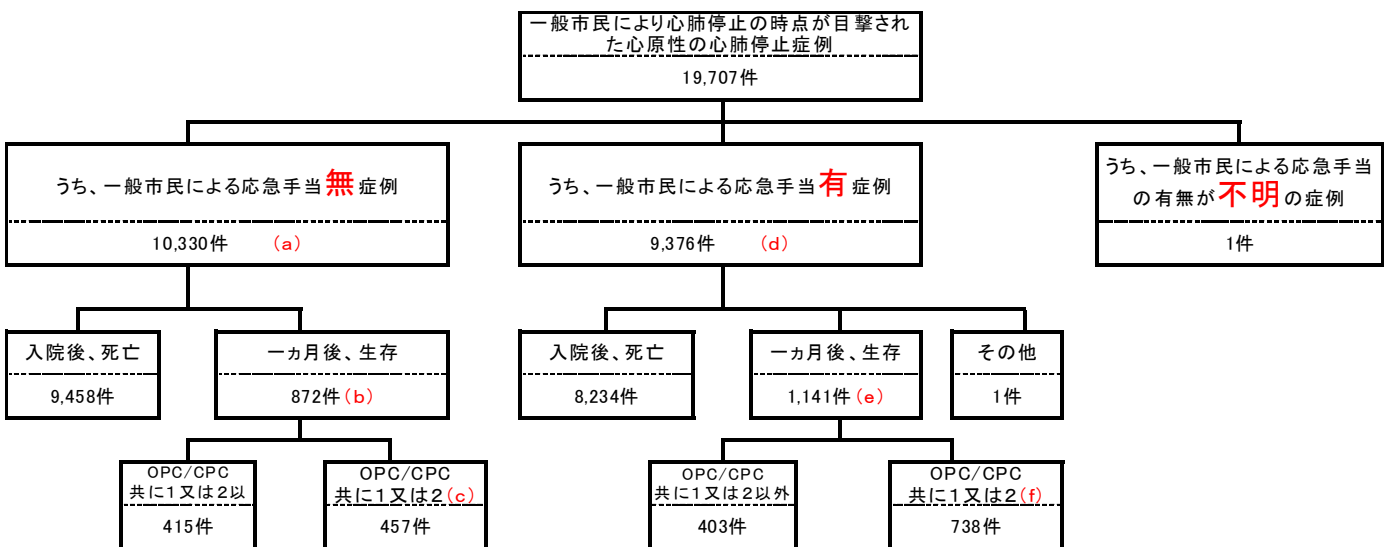 一般市民により心肺停止の時点が目撃され
た心原性の心肺停止症例
19,707件
うち、一般市民による応急手当無症例
10,330件 (a)
うち、一般市民による応急手当有症例
9,376件 (d)
うち、一般市民による応急手当
の有無が不明の症例
1件
入院後、死亡
9,458件
一ヵ月後、生存
872件(b)
入院後、死亡
8,234件
一ヵ月後、生存
1,141件(e)
その他
1件
OPC/CPC
共に1又は2以
415件
OPC/CPC
共に1又は2(c)
457件
OPC/CPC
共に1又は2以外
403件
OPC/CPC
共に1又は2(f)
738件